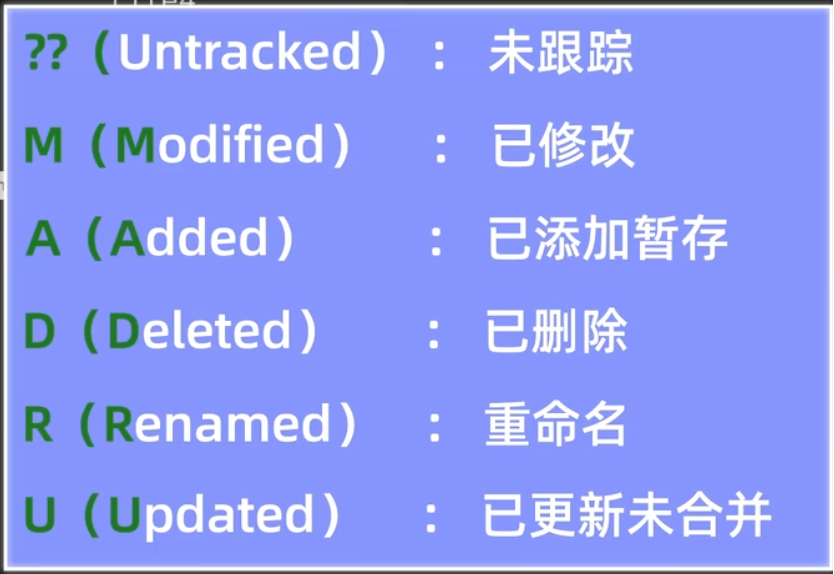 ??（Untracked）： 未跟踪
M（Modified）： 已修改
A（Added）： 已添加暂存
D（Deleted）： 已删除
R（Renamed）： 重命名
U（Updated）： 已更新未合并